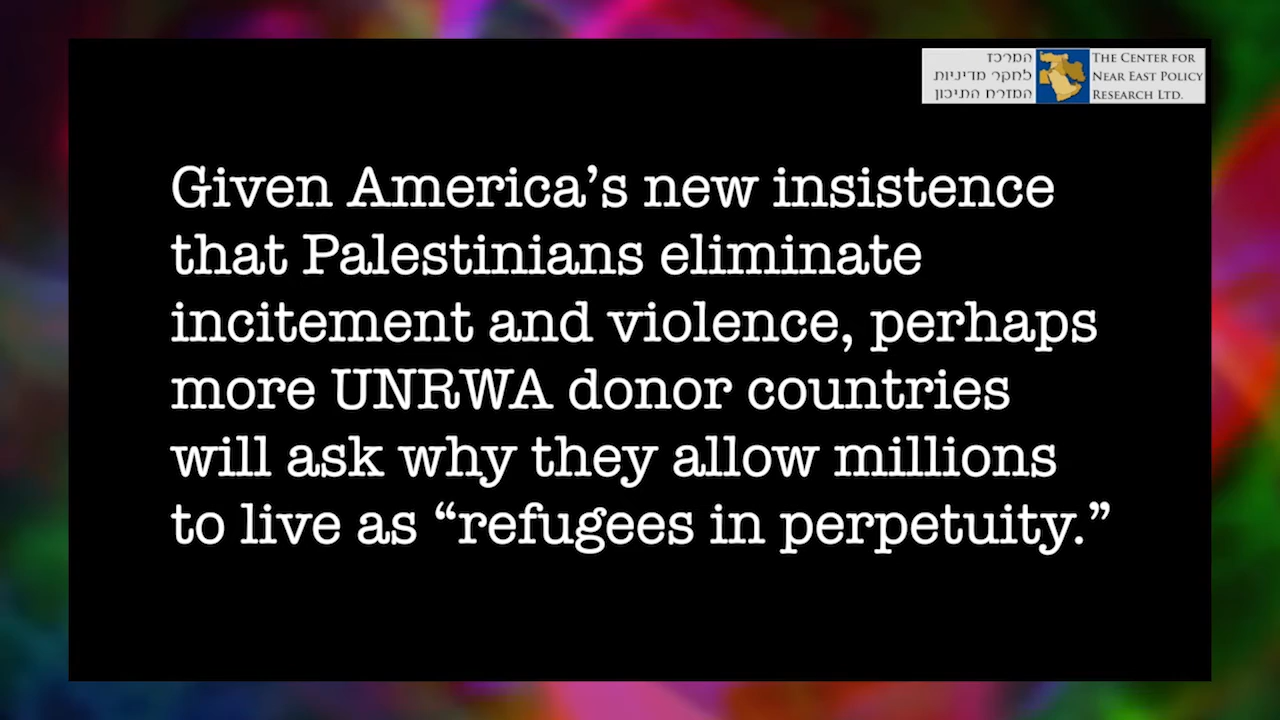 המרכז
לחקר מדיניות
המזרח התיכון
THE CENTER FOR
NEAR EAST POLICY
RESEARCH LTD.
Given America’s new insistence
that Palestinians eliminate
incitement and violence, perhaps
more UNRWA donor countries
will ask why they allow millions
to live as “refugees in perpetuity.”